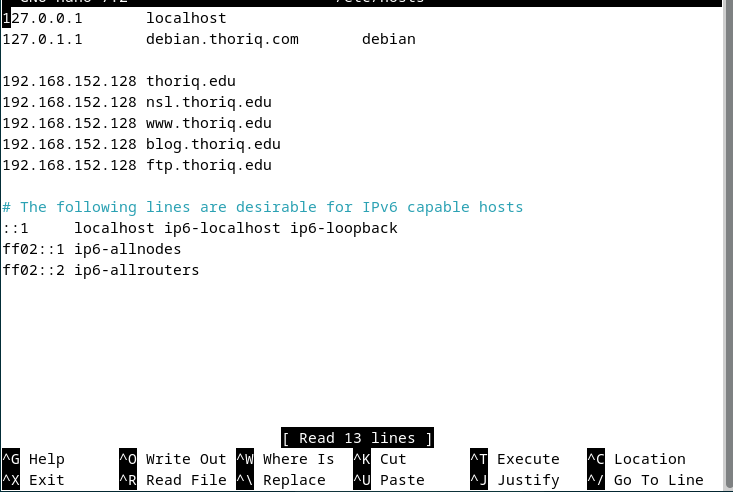 127.0.0.1       localhost
127.0.1.1       debian.thoriq.com       debian
192.168.152.128 thoriq.edu
192.168.152.128 nsl.thoriq.edu
192.168.152.128 www.thoriq.edu
192.168.152.128 blog.thoriq.edu
192.168.152.128 ftp.thoriq.edu
# The following lines are desirable for IPv6 capable hosts
::1     localhost ip6-localhost ip6-loopback
ff02::1 ip6-allnodes
ff02::2 ip6-allrouters
[ Read 13 lines ]
^G Help      ^O Write Out ^W Where Is  ^K Cut       ^T Execute   ^C Location
^X Exit      ^R Read File ^\ Replace   ^U Paste     ^J Justify   ^/ Go To Line